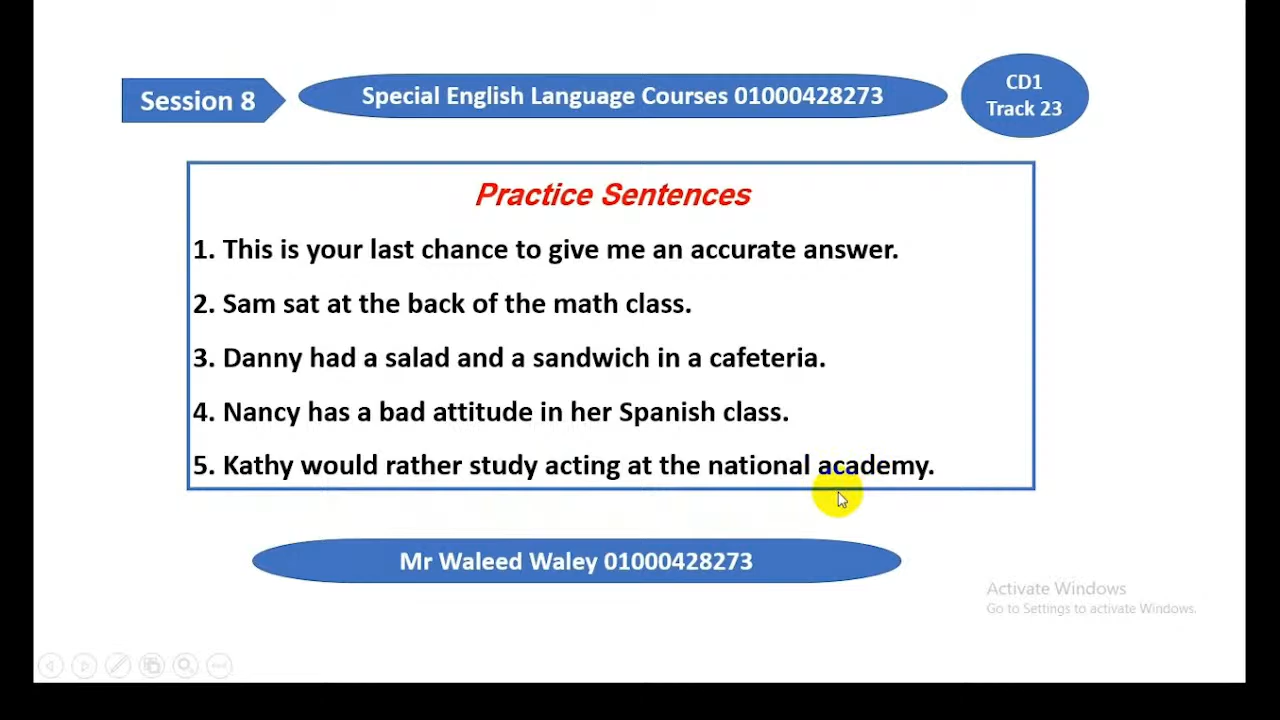 Session 8
Special English Language Courses 01000428273
CD1
Track 23
Practice Sentences
1. This is your last chance to give me an accurate answer.
2. Sam sat at the back of the math class.
3. Danny had a salad and a sandwich in a cafeteria.
4. Nancy has a bad attitude in her Spanish class.
5. Kathy would rather study acting at the national academy.
Mr Waleed Waley 01000428273
Activate Windows
Go to Settings to activate Windows.